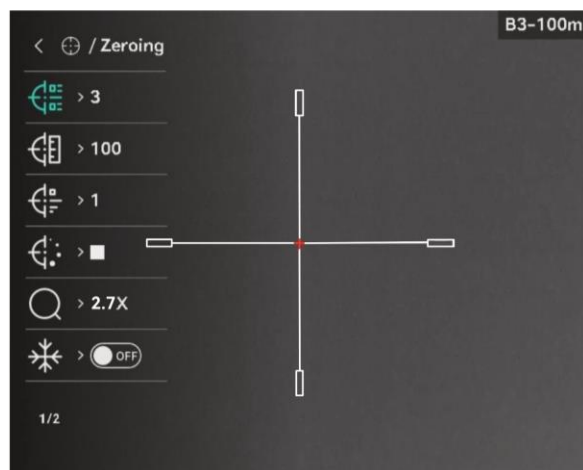 B3-100m
< / Zeroing
> 3
> 100
> 1
>
> 2.7X
> OFF
1/2